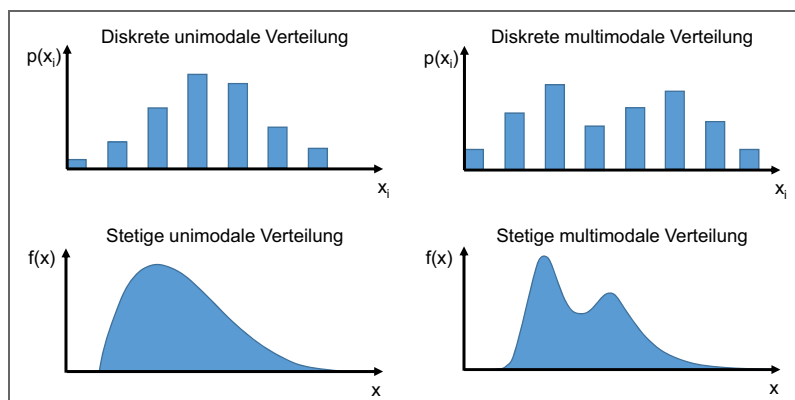 Diskrete unimodale Verteilung
p(xi)
xi
Diskrete multimodale Verteilung
p(xi)
xi
Stetige unimodale Verteilung
f(x)
x
Stetige multimodale Verteilung
f(x)
x